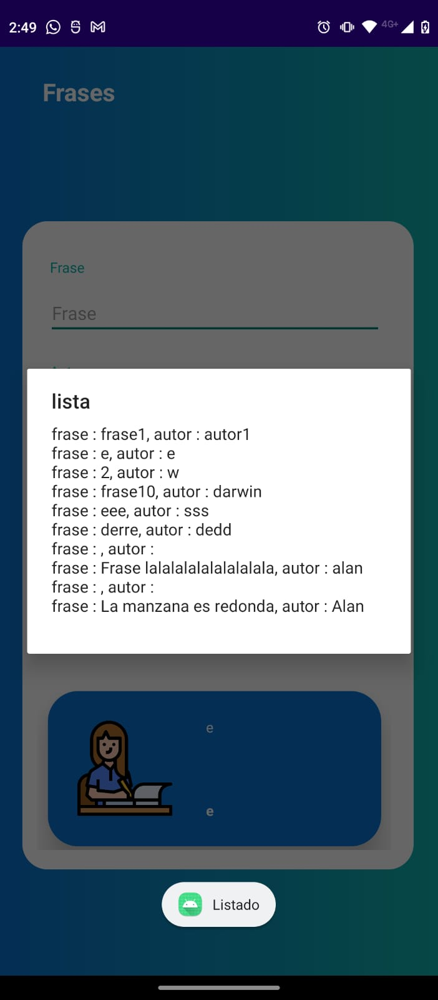 2:49
4G+
Frases
Frase
Frase
lista
frase : frase1, autor : autor1
frase : e, autor : e
frase : 2, autor : w
frase : frase10, autor : darwin
frase : eee, autor : sss
frase : derre, autor : dedd
frase : , autor :
frase : Frase lalalalalalalalala, autor : alan
frase : , autor :
frase : La manzana es redonda, autor : Alan
e
e
Listado